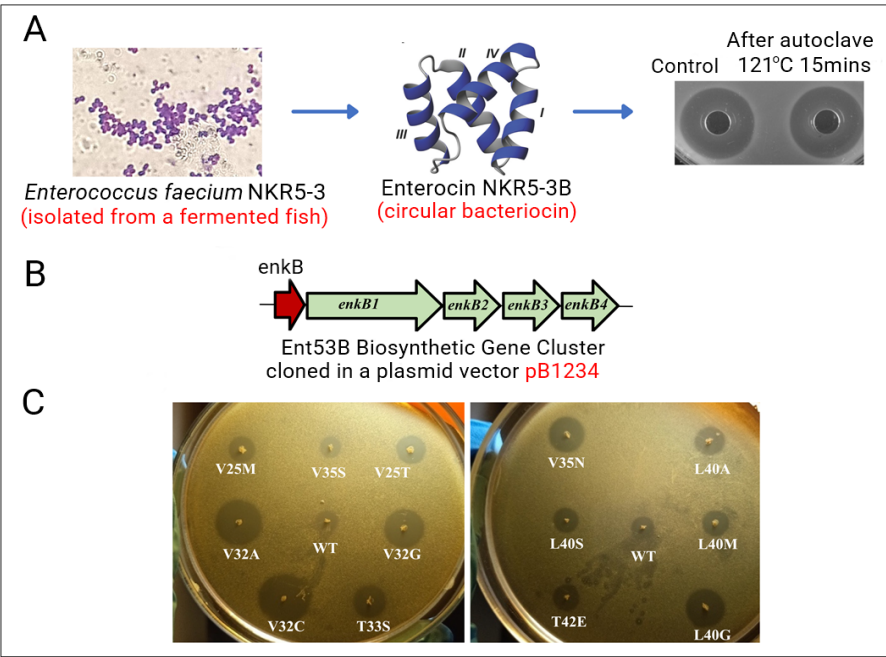 A
Enterococcus faecium NKR5-3
(isolated from a fermented fish)
II
IV
III
I
Enterocin NKR5-3B
(circular bacteriocin)
After autoclave
Control 121°C 15mins
B
enkB
enkB1 enkB2 enkB3 enkB4
Ent53B Biosynthetic Gene Cluster
cloned in a plasmid vector pB1234
C
V25M V35S V25T
V32A WT V32G
V32C T33S
V35N L40A
L40S WT L40M
T42E L40G